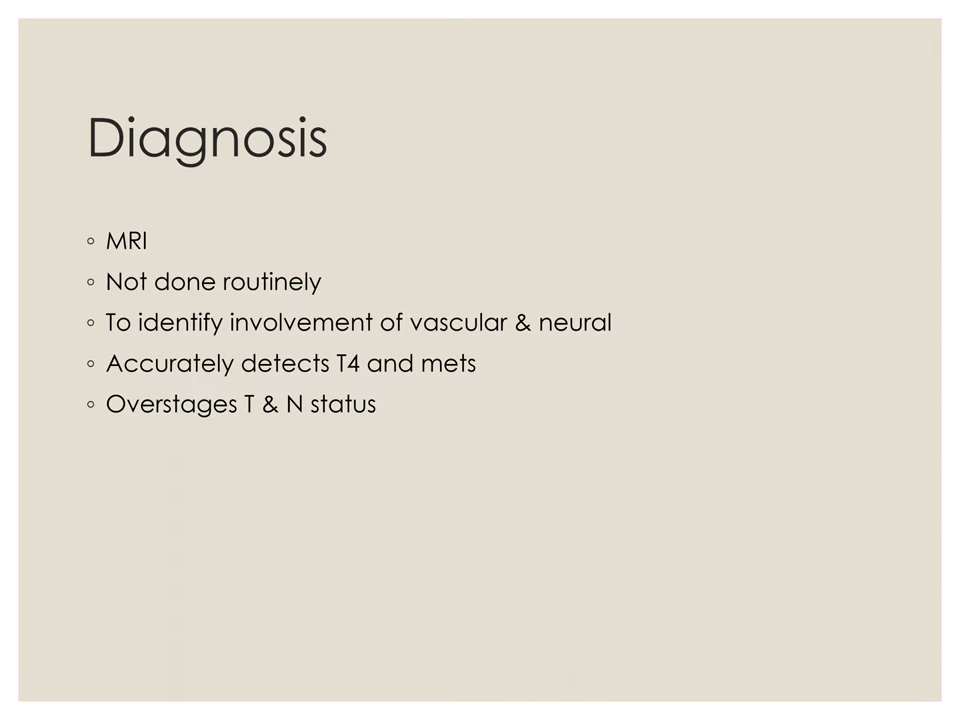 Diagnosis
◦ MRI
◦ Not done routinely
◦ To identify involvement of vascular & neural
◦ Accurately detects T4 and mets
◦ Overstages T & N status